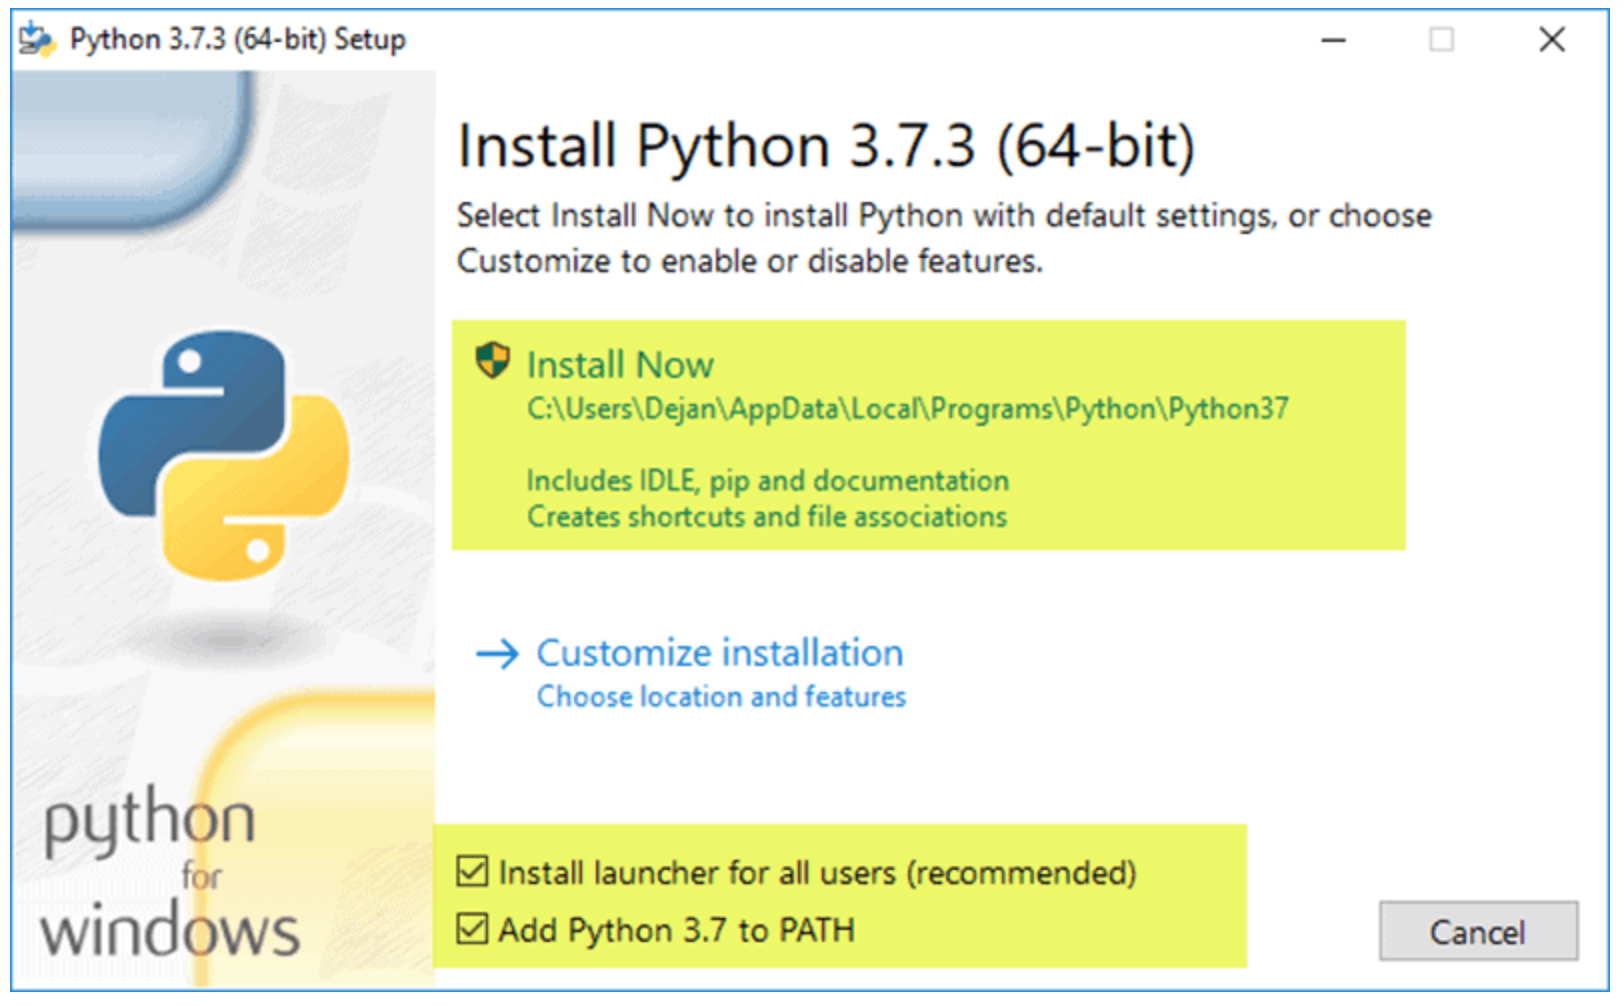 Python 3.7.3 (64-bit) Setup
Install Python 3.7.3 (64-bit)
Select Install Now to install Python with default settings, or choose
Customize to enable or disable features.
Install Now
C:\Users\Dejan\AppData\Local\Programs\Python\Python37
Includes IDLE, pip and documentation
Creates shortcuts and file associations
Customize installation
Choose location and features
python
for
windows
Install launcher for all users (recommended)
Add Python 3.7 to PATH
Cancel